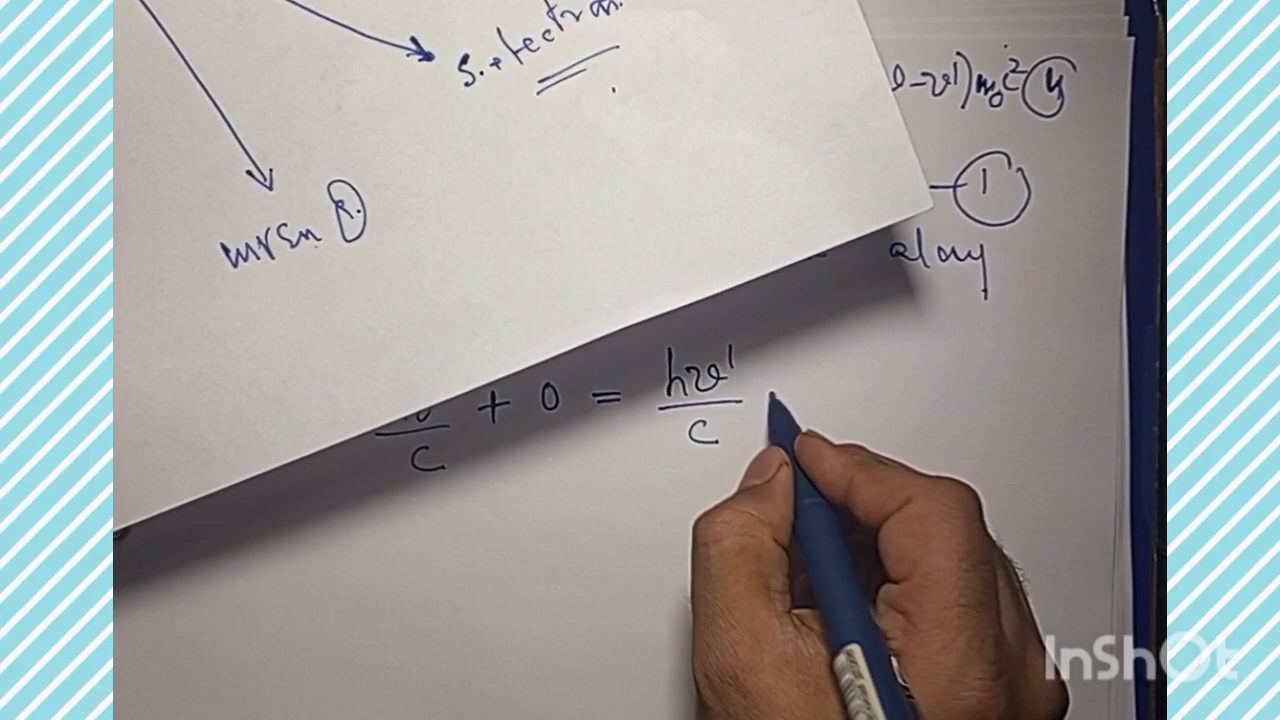 S. electron.
-ν')m₀c² (4)
mv sin θ.
— (1)
along
/c + 0 = hν'/c
InShOt